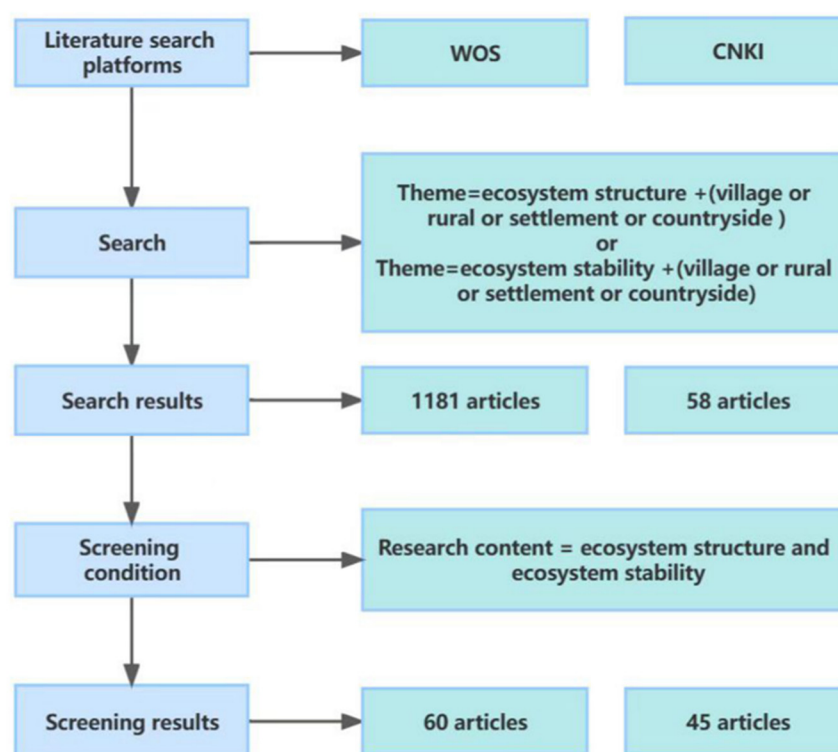 Literature search
platforms
WOS
CNKI
Search
Theme=ecosystem structure +(village or
rural or settlement or countryside )
or
Theme=ecosystem stability +(village or rural
or settlement or countryside)
Search results
1181 articles
58 articles
Screening
condition
Research content = ecosystem structure and
ecosystem stability
Screening results
60 articles
45 articles